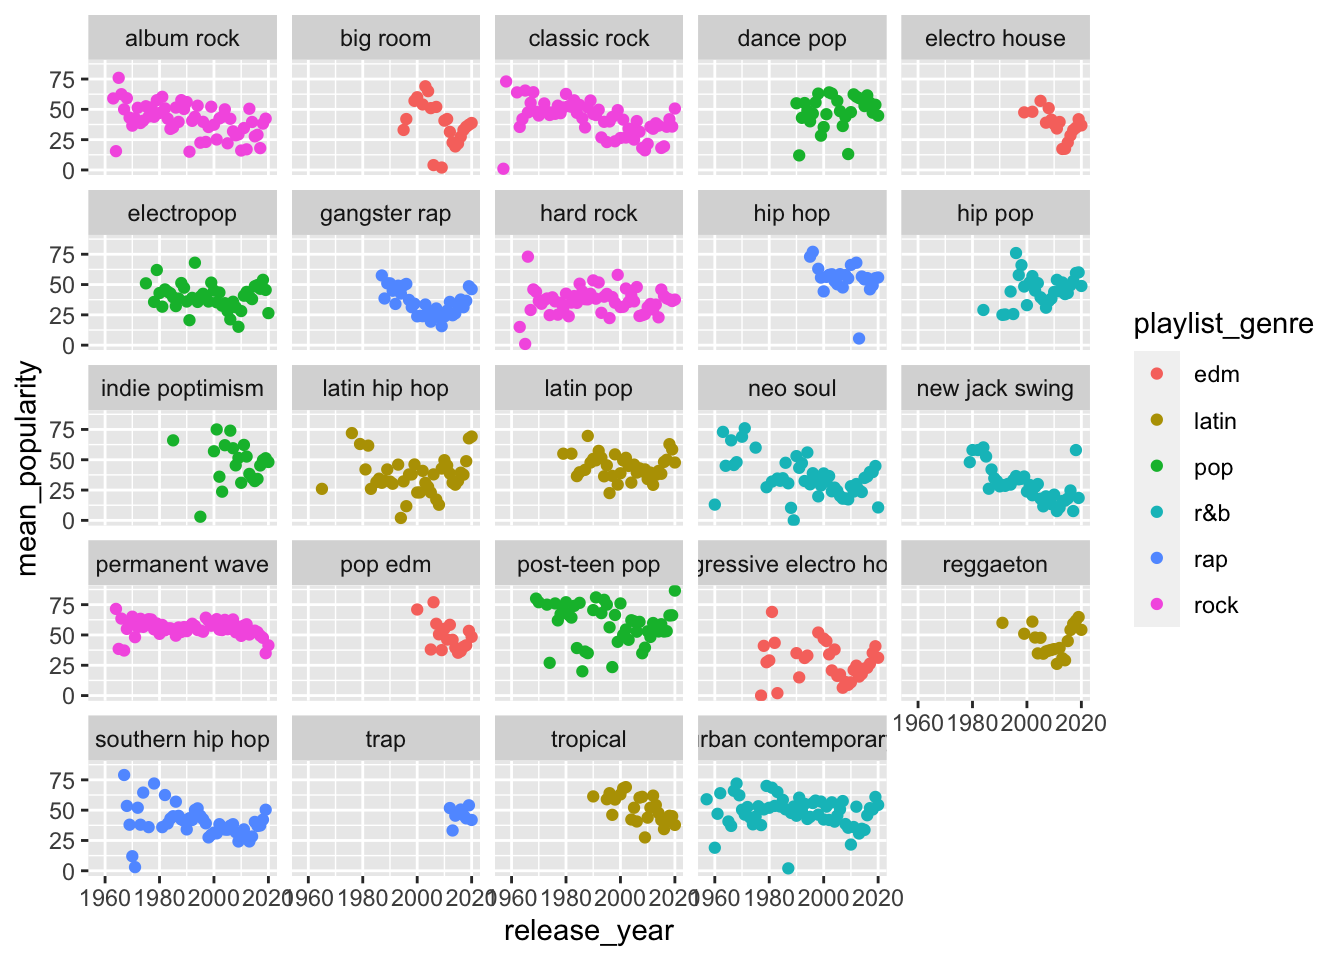 album rock
big room
classic rock
dance pop
electro house
75
50
25
0
electropop
gangster rap
hard rock
hip hop
hip pop
75
50
25
0
mean_popularity
indie poptimism
latin hip hop
latin pop
neo soul
new jack swing
75
50
25
0
permanent wave
pop edm
post-teen pop
gressive electro ho
reggaeton
75
50
25
0
1960 1980 2000 2020
southern hip hop
trap
tropical
rban contemporar
75
50
25
0
1960 1980 2000 2020
1960 1980 2000 2020
1960 1980 2000 2020
1960 1980 2000 2020
release_year
playlist_genre
edm
latin
pop
r&b
rap
rock